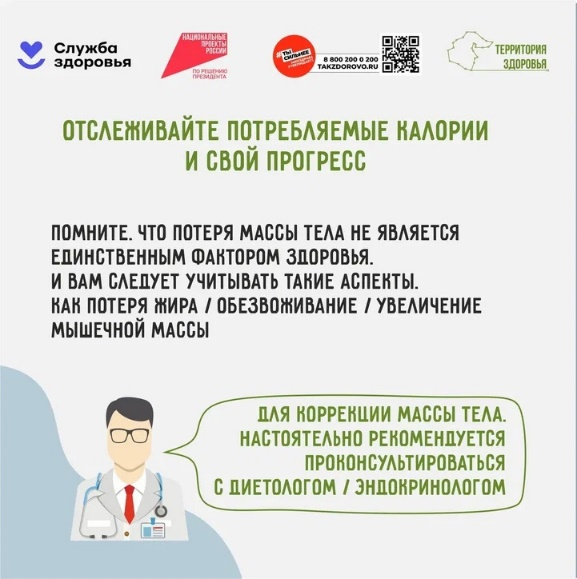 Служба
здоровья
НАЦИОНАЛЬНЫЕ
ПРОЕКТЫ
РОССИИ
ПО РЕШЕНИЮ
ПРЕЗИДЕНТА
#ТЫ
СИЛЬНЕЕ
8 800 200 0 200
TAKZDOROVO.RU
ТЕРРИТОРИЯ
ЗДОРОВЬЯ
ОТСЛЕЖИВАЙТЕ ПОТРЕБЛЯЕМЫЕ КАЛОРИИ
И СВОЙ ПРОГРЕСС
ПОМНИТЕ. ЧТО ПОТЕРЯ МАССЫ ТЕЛА НЕ ЯВЛЯЕТСЯ
ЕДИНСТВЕННЫМ ФАКТОРОМ ЗДОРОВЬЯ.
И ВАМ СЛЕДУЕТ УЧИТЫВАТЬ ТАКИЕ АСПЕКТЫ.
КАК ПОТЕРЯ ЖИРА / ОБЕЗВОЖИВАНИЕ / УВЕЛИЧЕНИЕ
МЫШЕЧНОЙ МАССЫ
ДЛЯ КОРРЕКЦИИ МАССЫ ТЕЛА.
НАСТОЯТЕЛЬНО РЕКОМЕНДУЕТСЯ
ПРОКОНСУЛЬТИРОВАТЬСЯ
С ДИЕТОЛОГОМ / ЭНДОКРИНОЛОГОМ